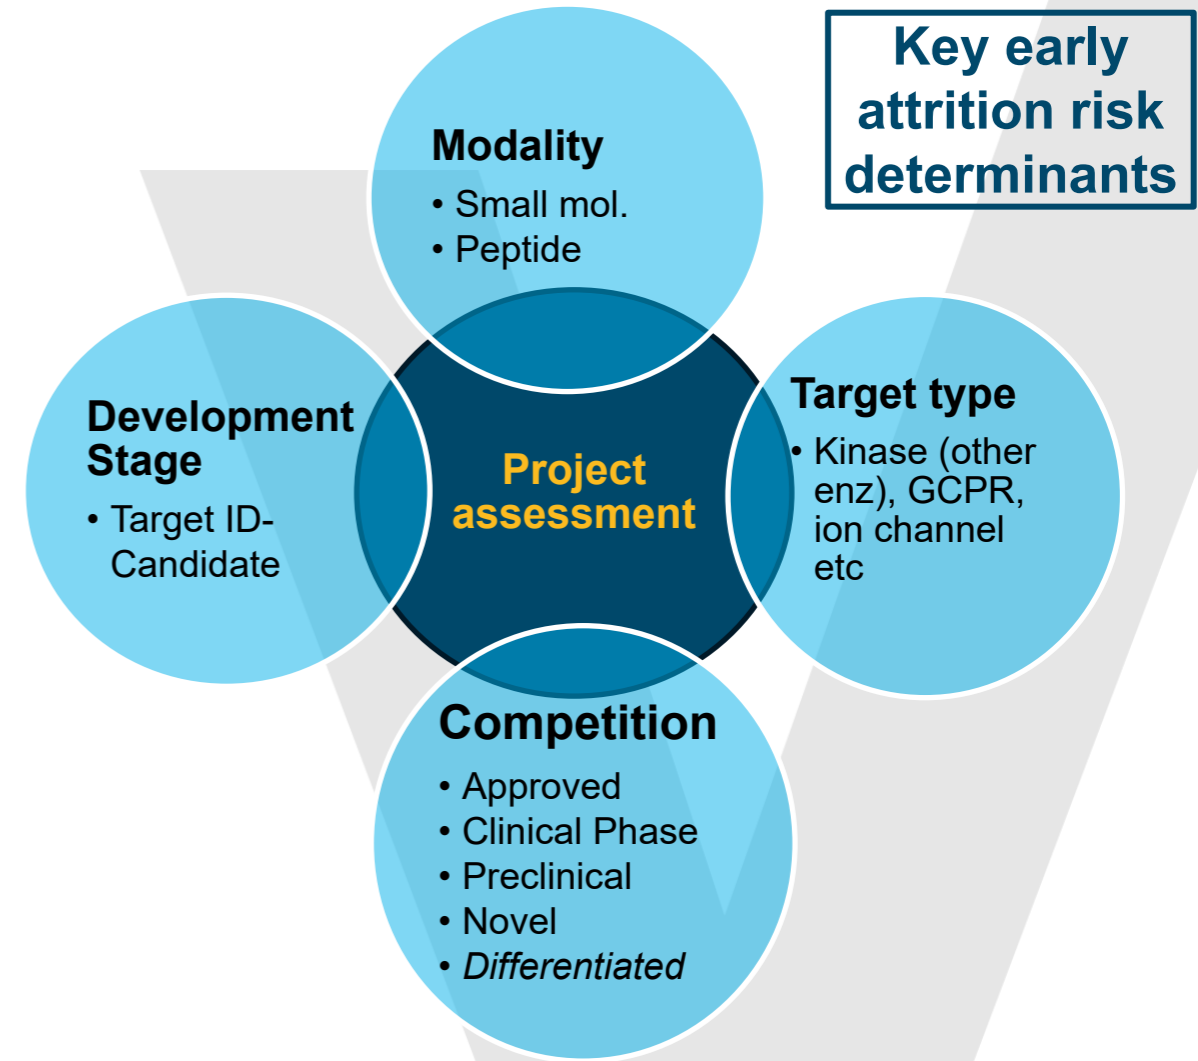 Key early
attrition risk
determinants
Modality
• Small mol.
• Peptide
Development
Stage
• Target ID-
Candidate
Project
assessment
Target type
• Kinase (other
enz), GCPR,
ion channel
etc
Competition
• Approved
• Clinical Phase
• Preclinical
• Novel
• Differentiated